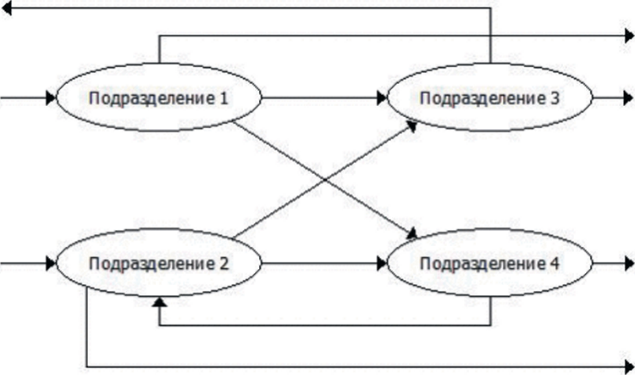 Подразделение 1
Подразделение 3
Подразделение 2
Подразделение 4